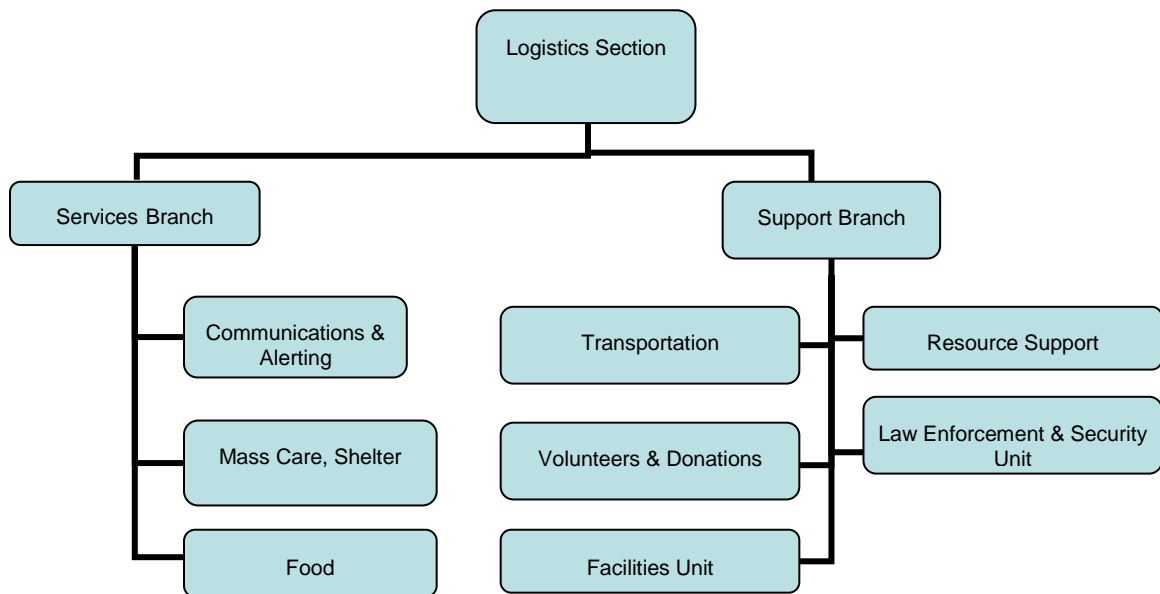 Logistics Section
Services Branch
Support Branch
Communications &
Alerting
Transportation
Resource Support
Mass Care, Shelter
Volunteers & Donations
Law Enforcement & Security
Unit
Food
Facilities Unit